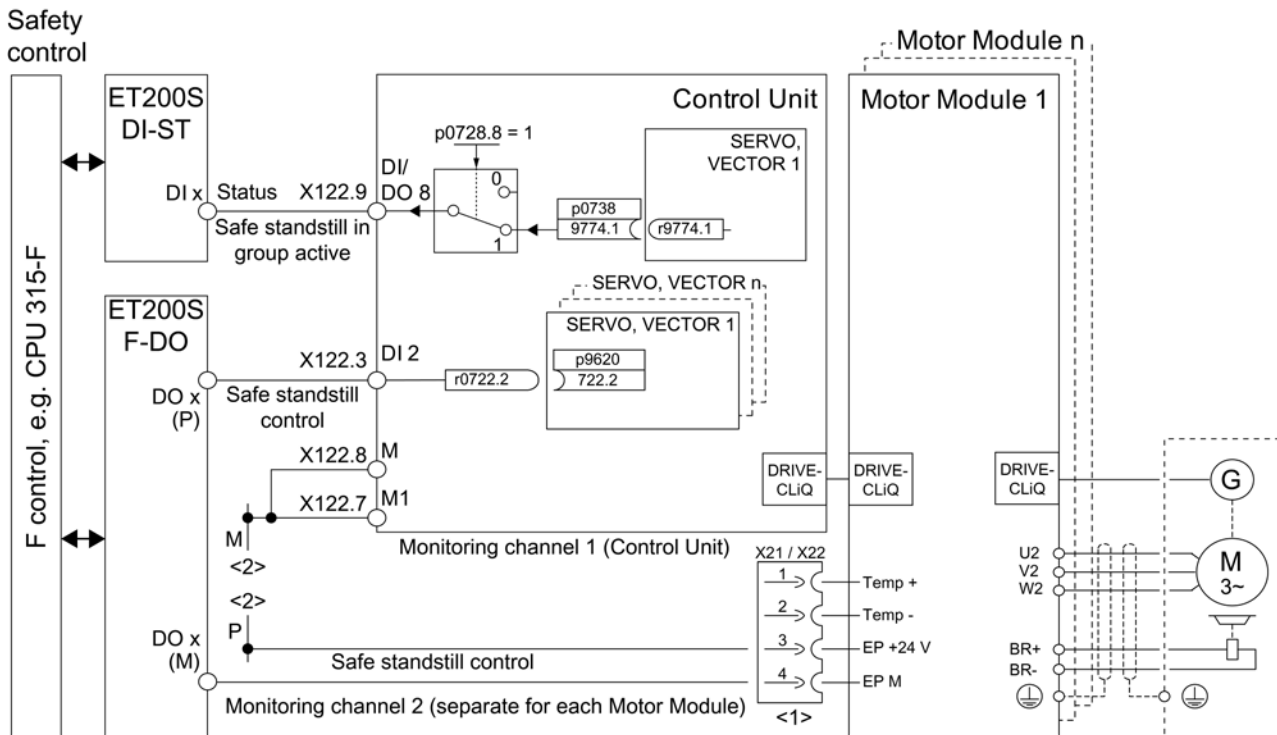 Safety
control
F control, e.g. CPU 315-F
ET200S
DI-ST
DI x
Status
X122.9
Safe standstill in
group active
ET200S
F-DO
DO x
(P)
X122.3
Safe standstill
control
X122.8
X122.7
M
<2>
<2>
P
DO x
(M)
Safe standstill control
Monitoring channel 2 (separate for each Motor Module)
Control Unit
p0728.8 = 1
DI/
DO 8
0
1
p0738
9774.1
r9774.1
SERVO,
VECTOR 1
SERVO, VECTOR n
SERVO, VECTOR 1
DI 2
r0722.2
p9620
722.2
M
M1
DRIVE-
CLiQ
Monitoring channel 1 (Control Unit)
X21 / X22
1
2
3
4
<1>
Motor Module n
Motor Module 1
DRIVE-
CLiQ
DRIVE-
CLiQ
Temp +
Temp -
EP +24 V
EP M
U2
V2
W2
BR+
BR-
G
M
3~